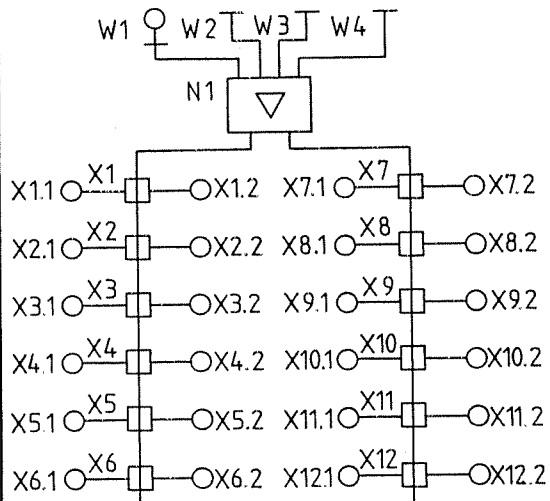 W1 W2 W3 W4
N1
X1.1 X1 X1.2 X7.1 X7 X7.2
X2.1 X2 X2.2 X8.1 X8 X8.2
X3.1 X3 X3.2 X9.1 X9 X9.2
X4.1 X4 X4.2 X10.1 X10 X10.2
X5.1 X5 X5.2 X11.1 X11 X11.2
X6.1 X6 X6.2 X12.1 X12 X12.2